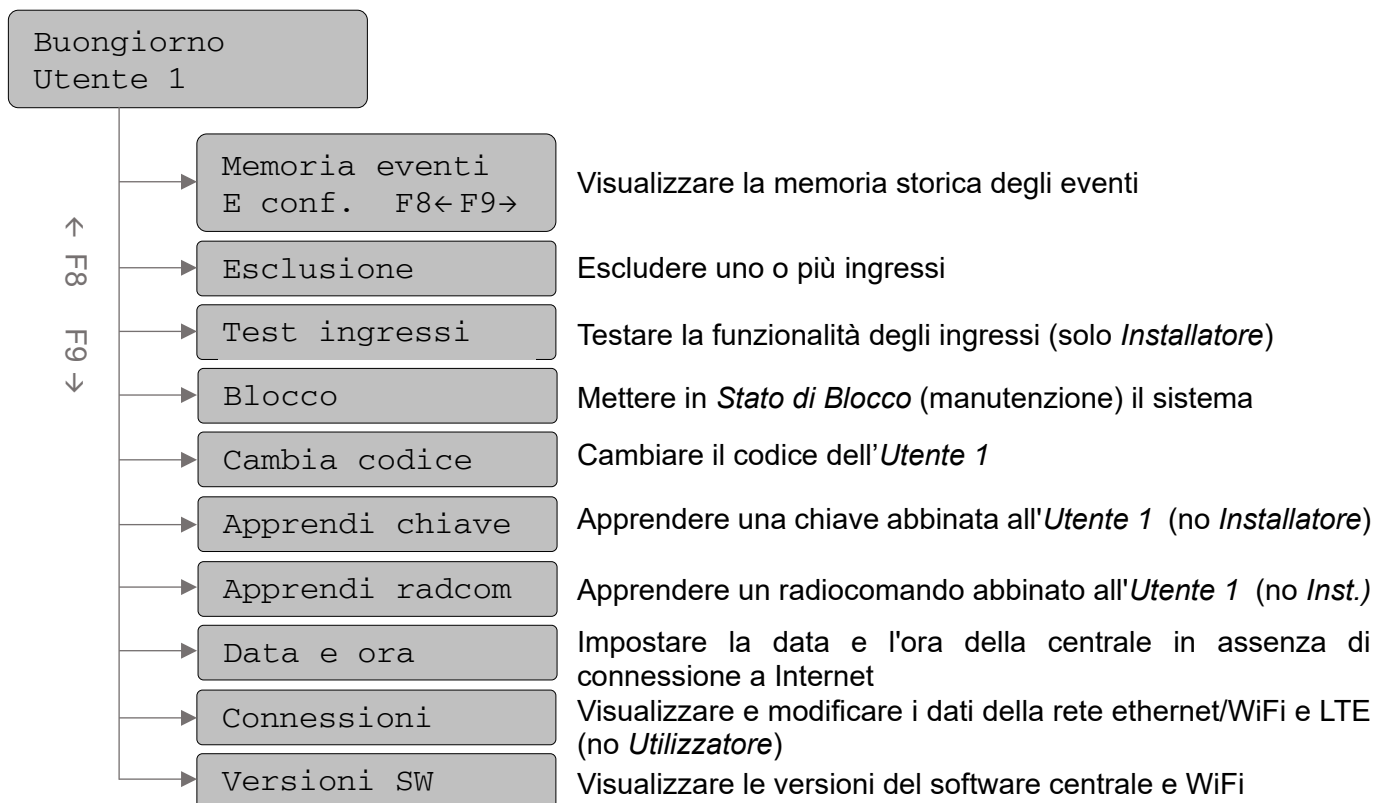 Buongiorno
Utente 1
← F8 F9 →
Memoria eventi
E conf. F8← F9→
Visualizzare la memoria storica degli eventi
Esclusione
Escludere uno o più ingressi
Test ingressi
Testare la funzionalità degli ingressi (solo Installatore)
Blocco
Mettere in Stato di Blocco (manutenzione) il sistema
Cambia codice
Cambiare il codice dell’Utente 1
Apprendi chiave
Apprendere una chiave abbinata all'Utente 1 (no Installatore)
Apprendi radcom
Apprendere un radiocomando abbinato all'Utente 1 (no Inst.)
Data e ora
Impostare la data e l'ora della centrale in assenza di
connessione a Internet
Connessioni
Visualizzare e modificare i dati della rete ethernet/WiFi e LTE
(no Utilizzatore)
Versioni SW
Visualizzare le versioni del software centrale e WiFi